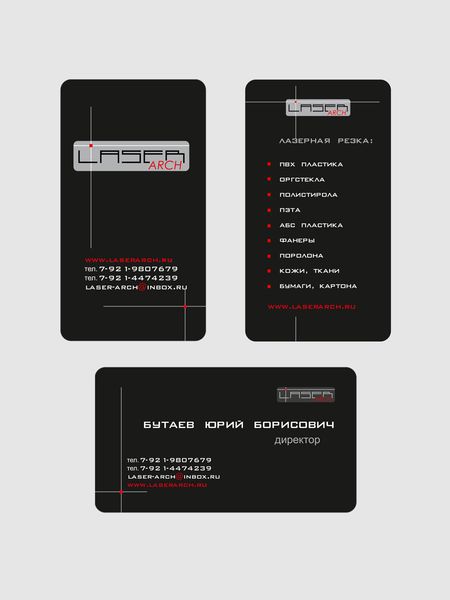 LASER
ARCH
WWW.LASERARCH.RU
тел. 7-92 1-9807679
тел. 7-92 1-4474239
LASER-ARCH@INBOX.RU
LASER
ARCH
ЛАЗЕРНАЯ РЕЗКА:
ПВХ ПЛАСТИКА
ОРГСТЕКЛА
ПОЛИСТИРОЛА
ПЭТА
АБС ПЛАСТИКА
ФАНЕРЫ
ПОРОЛОНА
КОЖИ, ТКАНИ
БУМАГИ, КАРТОНА
WWW.LASERARCH.RU
LASER
ARCH
БУТАЕВ ЮРИЙ БОРИСОВИЧ
директор
тел. 7-92 1-9807679
тел. 7-92 1-4474239
LASER-ARCH@INBOX.RU
WWW.LASERARCH.RU